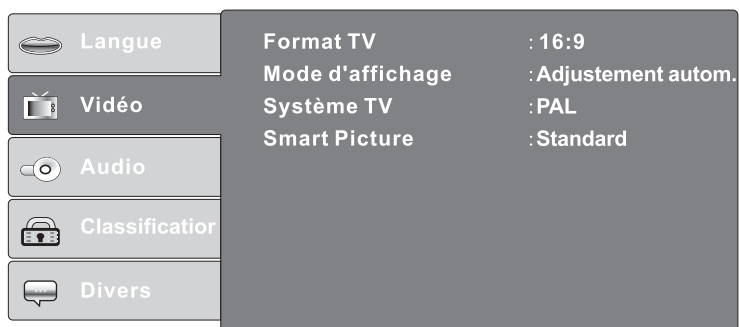 Langue
Vidéo
Audio
Classificatior
Divers
Format TV : 16:9
Mode d'affichage : Adjustement autom.
Système TV : PAL
Smart Picture : Standard